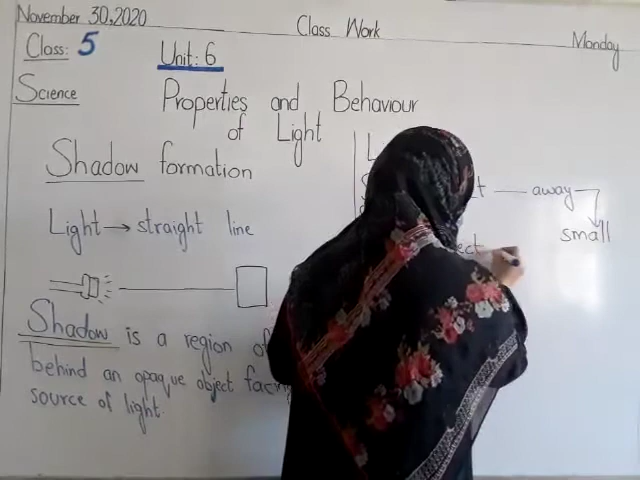 November 30, 2020
Class Work
Monday
Class: 5
Unit: 6
Science
Properties and Behaviour
of Light
Shadow formation
Light → straight line
Shadow is a region of
behind an opaque object
source of light.
away
small